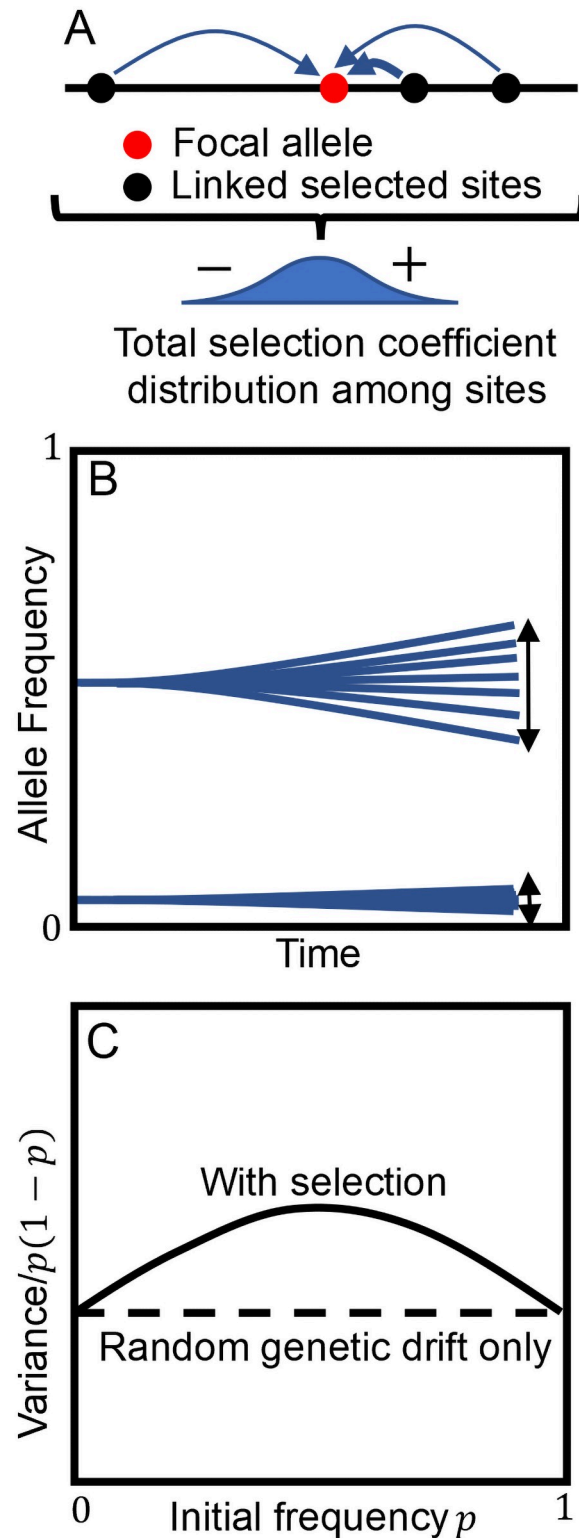 A
Focal allele
Linked selected sites
− +
Total selection coefficient
distribution among sites
1
B
Allele Frequency
0
Time
C
Variance/p(1 − p)
With selection
Random genetic drift only
0
1
Initial frequency p